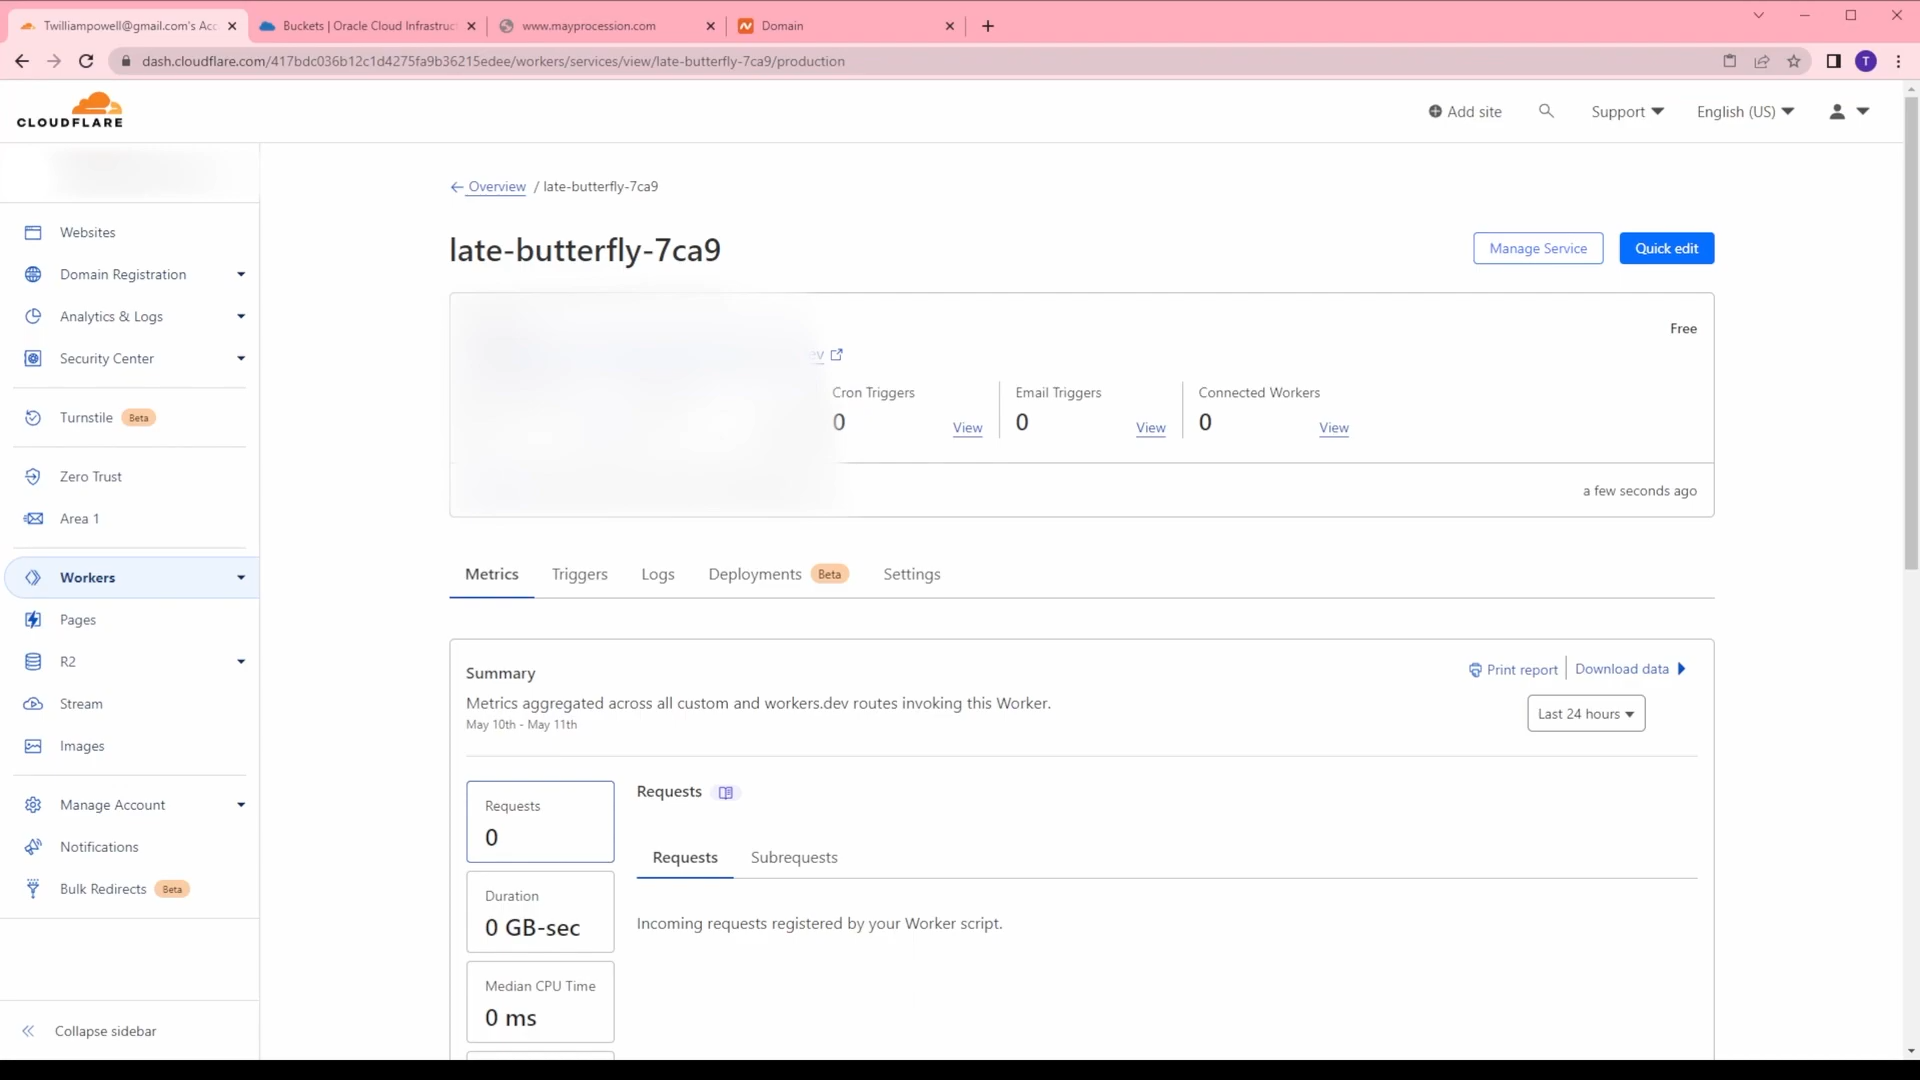 Twilliampowell@gmail.com's Acc
Buckets | Oracle Cloud Infrastruct
www.mayprocession.com
Domain
dash.cloudflare.com/417bdc036b12c1d4275fa9b36215edee/workers/services/view/late-butterfly-7ca9/production
T
CLOUDFLARE
Add site
Support
English (US)
Websites
Domain Registration
Analytics & Logs
Security Center
Turnstile Beta
Zero Trust
Area 1
Workers
Pages
R2
Stream
Images
Manage Account
Notifications
Bulk Redirects Beta
Collapse sidebar
Overview / late-butterfly-7ca9
late-butterfly-7ca9
Manage Service
Quick edit
Free
ev
Cron Triggers
0
View
Email Triggers
0
View
Connected Workers
0
View
a few seconds ago
Metrics
Triggers
Logs
Deployments Beta
Settings
Summary
Print report
Download data
Metrics aggregated across all custom and workers.dev routes invoking this Worker.
May 10th - May 11th
Last 24 hours
Requests
0
Duration
0 GB-sec
Median CPU Time
0 ms
Requests
Requests
Subrequests
Incoming requests registered by your Worker script.